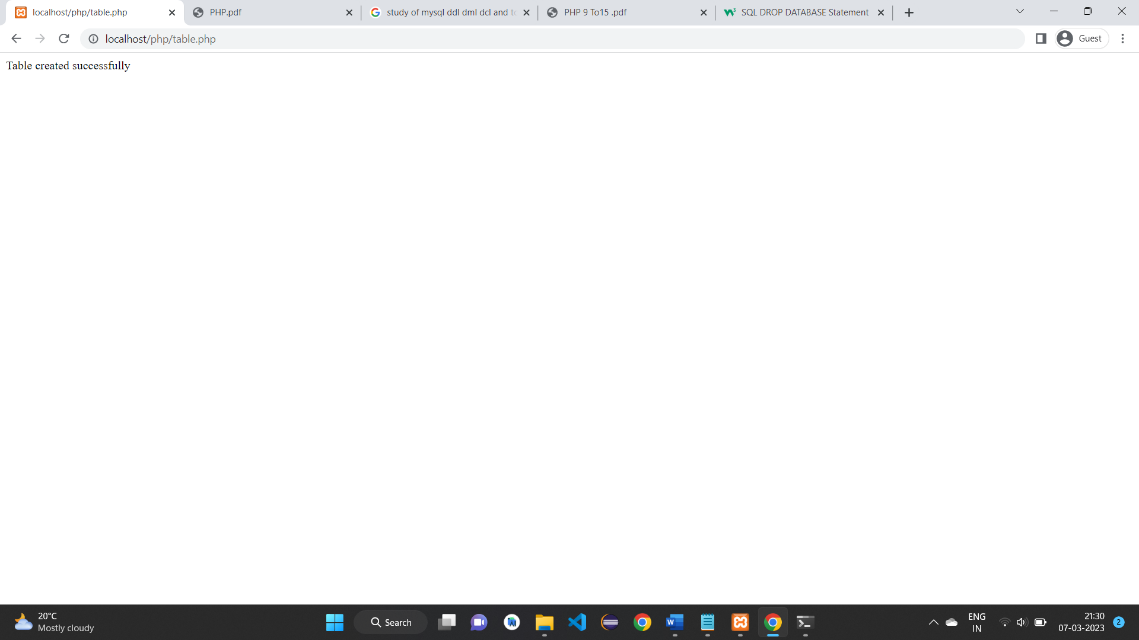 localhost/php/table.php
PHP.pdf
study of mysql ddl dml dcl and tc
PHP 9 To15 .pdf
SQL DROP DATABASE Statement
localhost/php/table.php
Guest
Table created successfully
20°C
Mostly cloudy
Search
ENG
IN
21:30
07-03-2023
2